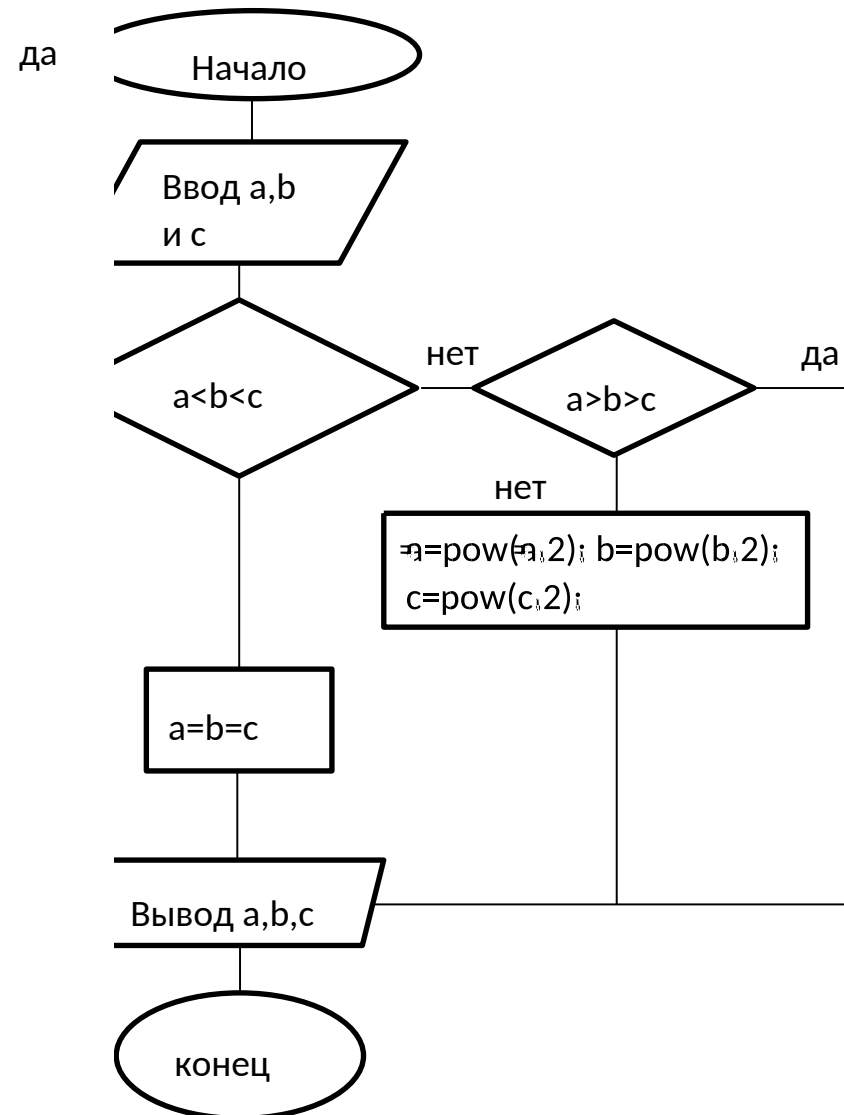 да
Начало
Ввод a,b
и с
a<b<c
нет
a>b>c
да
нет
a=pow(a,2); b=pow(b,2);
c=pow(c,2);
a=b=c
Вывод a,b,c
конец